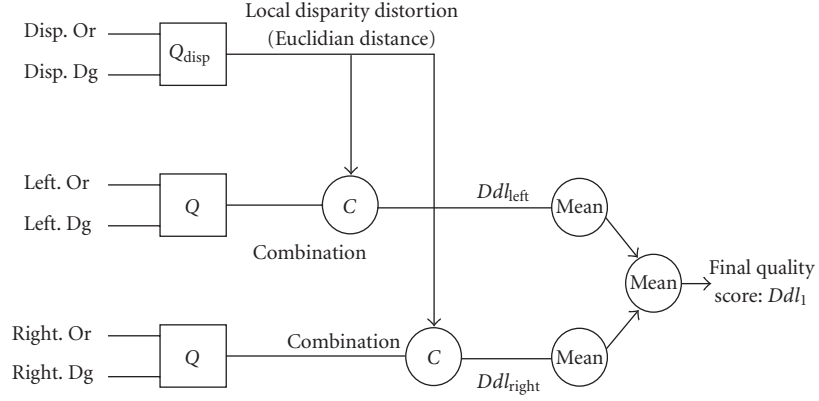 Disp. Or
Disp. Dg
Q_disp
Local disparity distortion
(Euclidian distance)
Left. Or
Left. Dg
Q
C
Combination
Ddl_left
Mean
Mean
Final quality
score: Ddl_1
Right. Or
Right. Dg
Q
Combination
C
Ddl_right
Mean